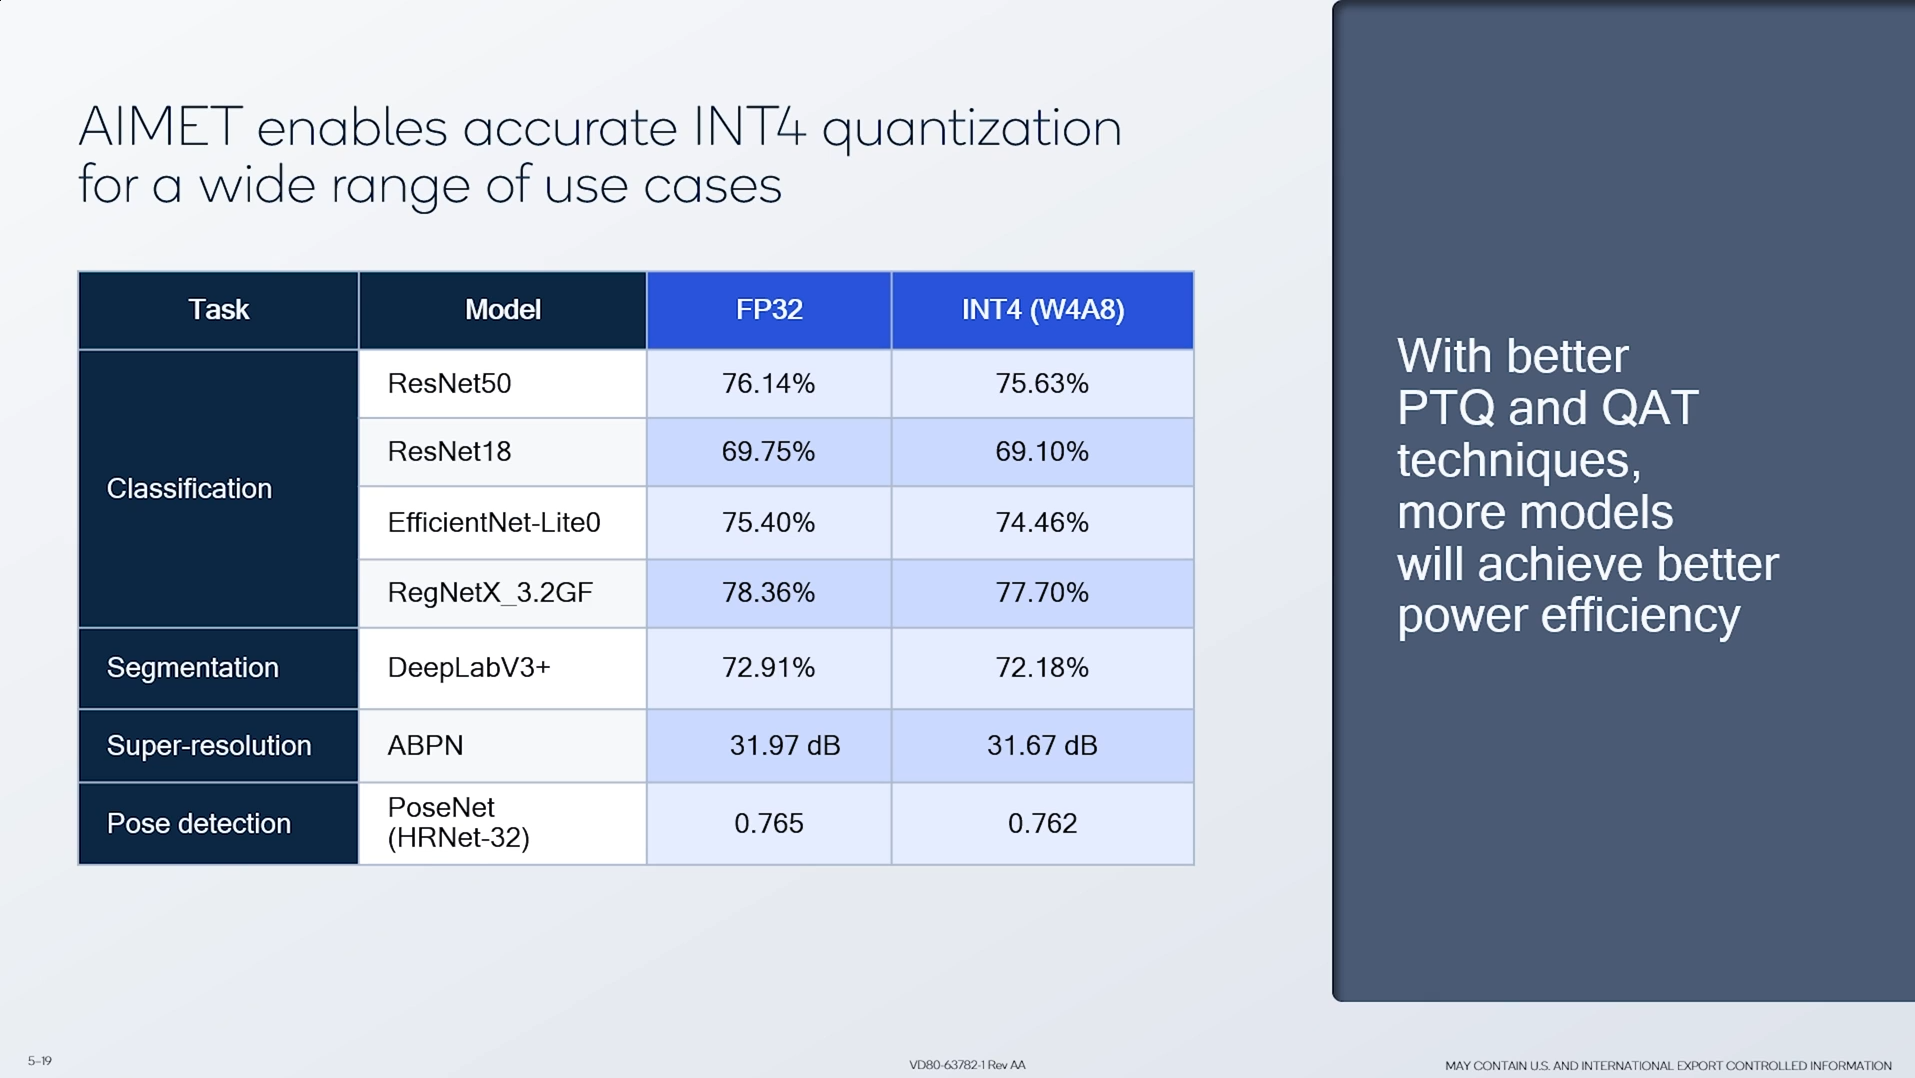 AIMET enables accurate INT4 quantization
for a wide range of use cases
Task Model FP32 INT4 (W4A8)
Classification
ResNet50 76.14% 75.63%
ResNet18 69.75% 69.10%
EfficientNet-Lite0 75.40% 74.46%
RegNetX_3.2GF 78.36% 77.70%
Segmentation DeepLabV3+ 72.91% 72.18%
Super-resolution ABPN 31.97 dB 31.67 dB
Pose detection PoseNet
(HRNet-32) 0.765 0.762
With better
PTQ and QAT
techniques,
more models
will achieve better
power efficiency
5-19
VD80-63782-1 Rev AA
MAY CONTAIN U.S. AND INTERNATIONAL EXPORT CONTROLLED INFORMATION